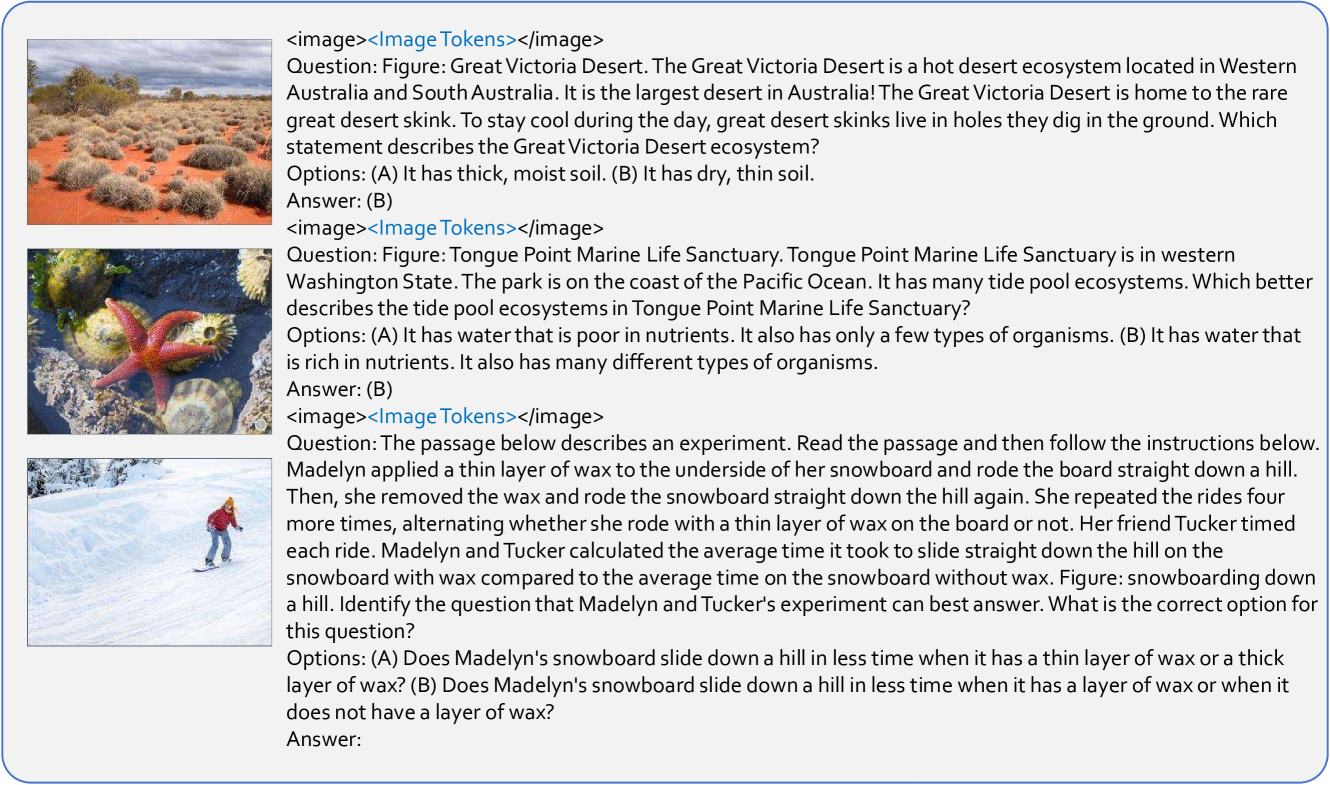 <image><Image Tokens></image>
Question: Figure: Great Victoria Desert. The Great Victoria Desert is a hot desert ecosystem located in Western
Australia and South Australia. It is the largest desert in Australia! The Great Victoria Desert is home to the rare
great desert skink. To stay cool during the day, great desert skinks live in holes they dig in the ground. Which
statement describes the Great Victoria Desert ecosystem?
Options: (A) It has thick, moist soil. (B) It has dry, thin soil.
Answer: (B)
<image><Image Tokens></image>
Question: Figure: Tongue Point Marine Life Sanctuary. Tongue Point Marine Life Sanctuary is in western
Washington State. The park is on the coast of the Pacific Ocean. It has many tide pool ecosystems. Which better
describes the tide pool ecosystems in Tongue Point Marine Life Sanctuary?
Options: (A) It has water that is poor in nutrients. It also has only a few types of organisms. (B) It has water that
is rich in nutrients. It also has many different types of organisms.
Answer: (B)
<image><Image Tokens></image>
Question: The passage below describes an experiment. Read the passage and then follow the instructions below.
Madelyn applied a thin layer of wax to the underside of her snowboard and rode the board straight down a hill.
Then, she removed the wax and rode the snowboard straight down the hill again. She repeated the rides four
more times, alternating whether she rode with a thin layer of wax on the board or not. Her friend Tucker timed
each ride. Madelyn and Tucker calculated the average time it took to slide straight down the hill on the
snowboard with wax compared to the average time on the snowboard without wax. Figure: snowboarding down
a hill. Identify the question that Madelyn and Tucker's experiment can best answer. What is the correct option for
this question?
Options: (A) Does Madelyn's snowboard slide down a hill in less time when it has a thin layer of wax or a thick
layer of wax? (B) Does Madelyn's snowboard slide down a hill in less time when it has a layer of wax or when it
does not have a layer of wax?
Answer: